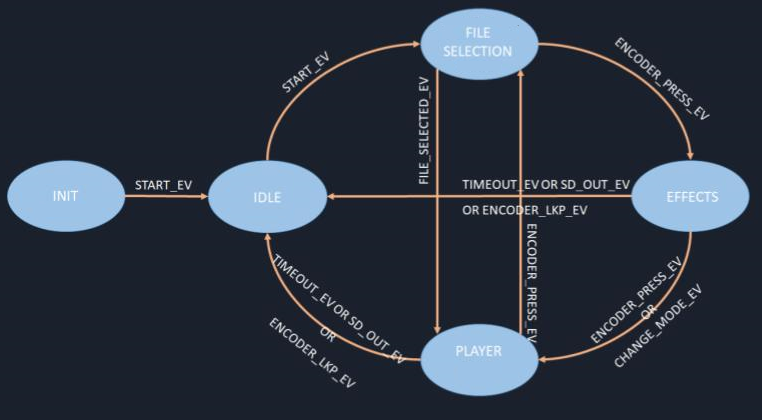 FILE
SELECTION
START_EV
ENCODER_PRESS_EV
FILE_SELECTED_EV
INIT
START_EV
IDLE
TIMEOUT_EV OR SD_OUT_EV
OR ENCODER_LKP_EV
EFFECTS
ENCODER_PRESS_EV
TIMEOUT_EV OR SD_OUT_EV
OR
ENCODER_LKP_EV
PLAYER
ENCODER_PRESS_EV
OR
CHANGE_MODE_EV